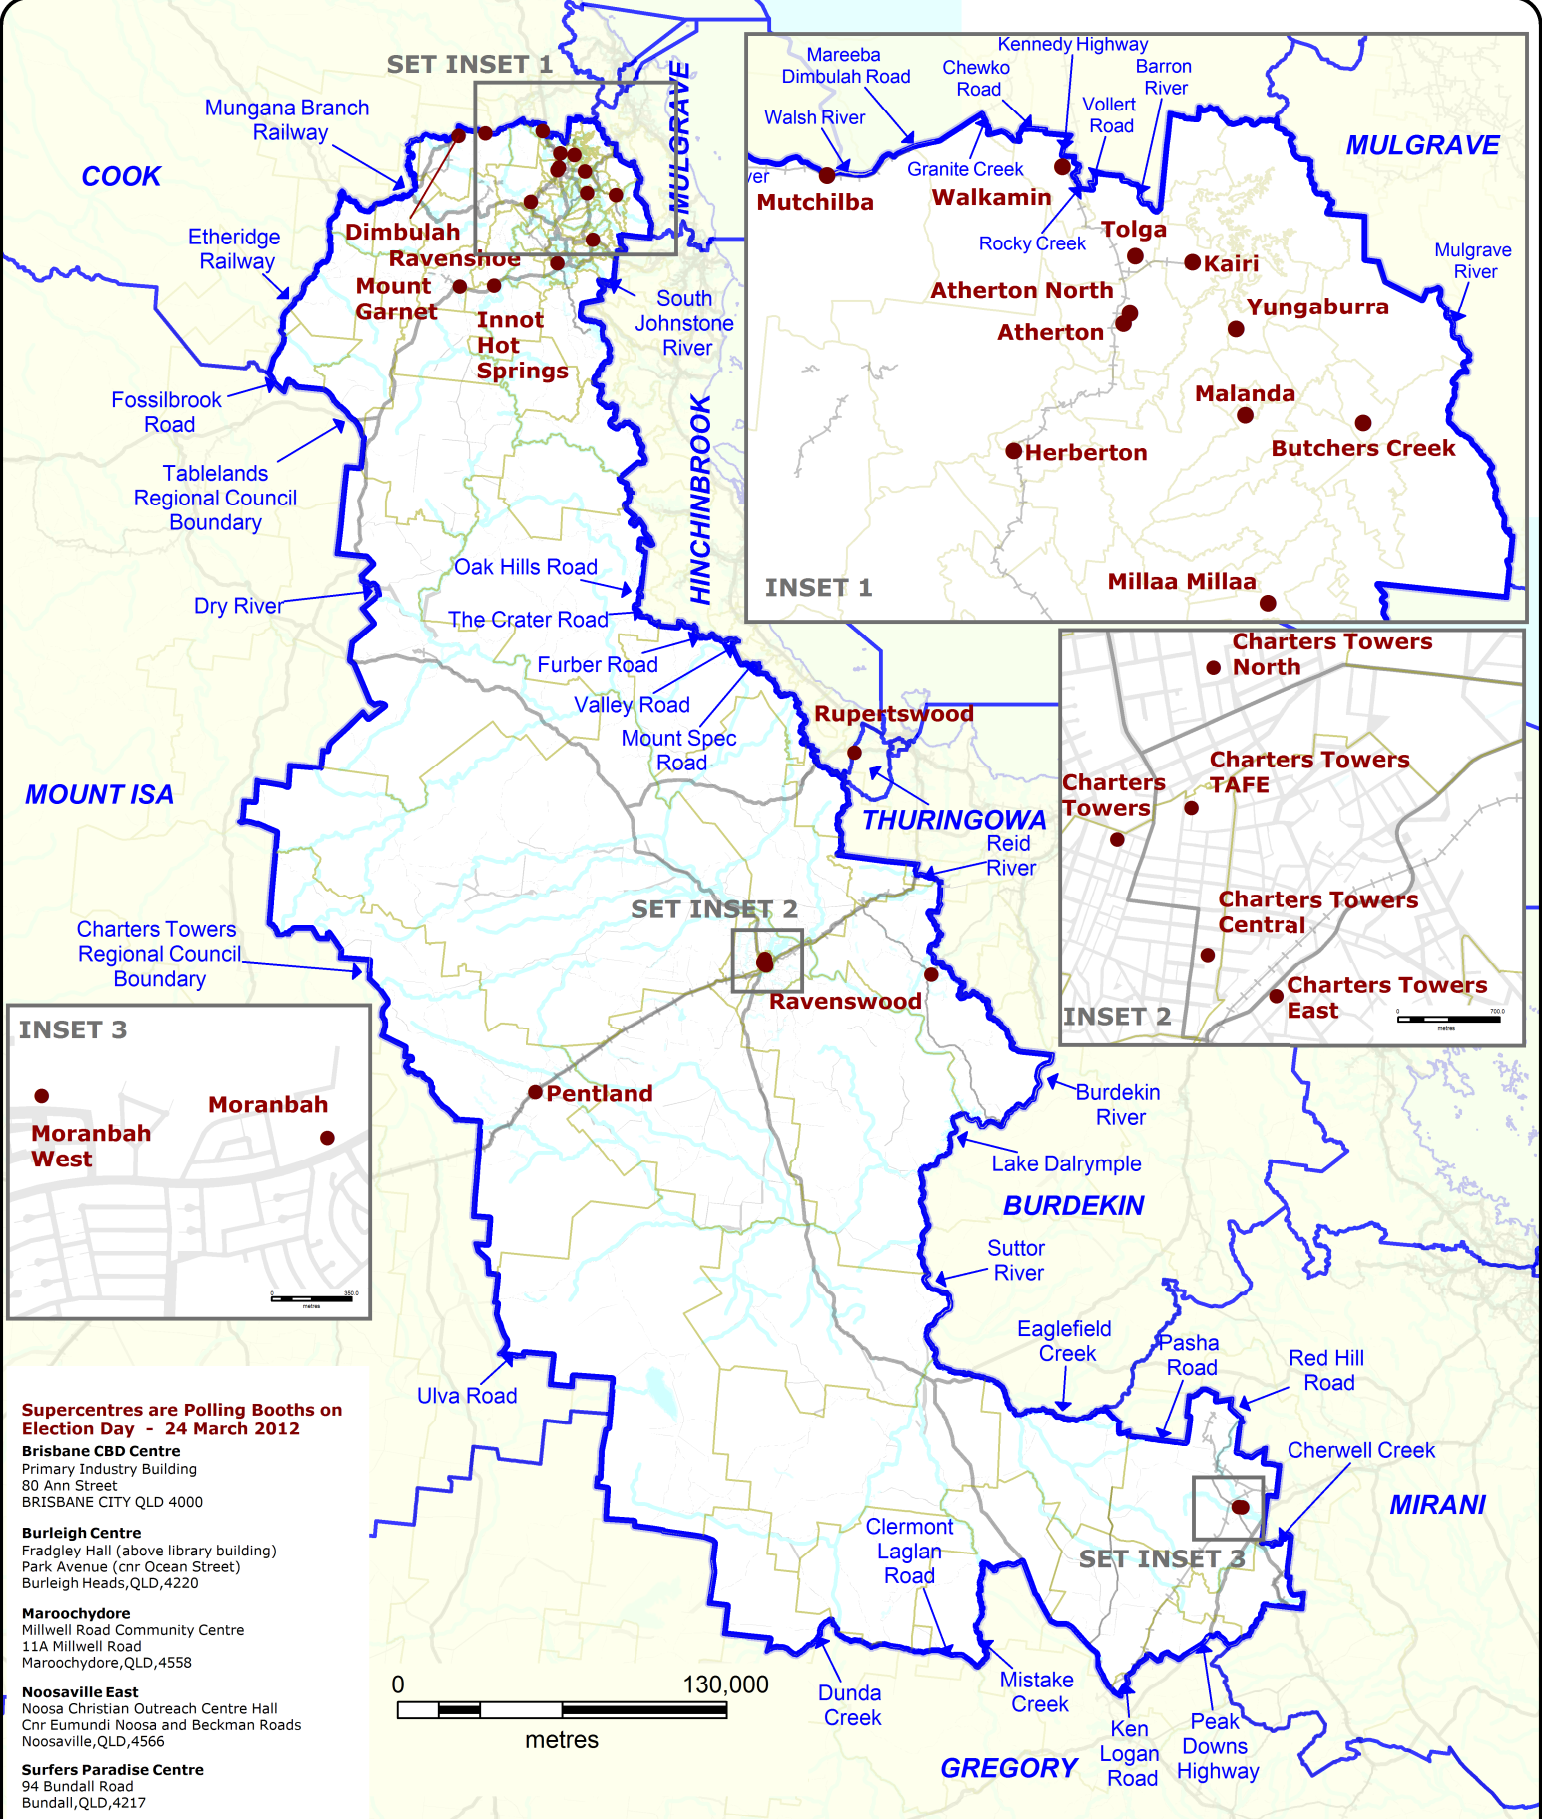 SET INSET 1
Mungana Branch
Railway
MULGRAVE
COOK
Etheridge
Railway
Dimbulah
Ravenshoe
Mount
Garnet
Innot
Hot
Springs
South
Johnstone
River
Fossilbrook
Road
HINCHINBROOK
Tablelands
Regional Council
Boundary
Oak Hills Road
Dry River
The Crater Road
Furber Road
Valley Road
Mount Spec
Road
Rupertswood
MOUNT ISA
THURINGOWA
Reid
River
SET INSET 2
Charters Towers
Regional Council
Boundary
Ravenswood
Pentland
Burdekin
River
Lake Dalrymple
BURDEKIN
Suttor
River
Eaglefield
Creek
Pasha
Road
Red Hill
Road
Ulva Road
Cherwell Creek
MIRANI
Clermont
Laglan
Road
SET INSET 3
Dunda
Creek
Mistake
Creek
Ken
Logan
Road
Peak
Downs
Highway
GREGORY
0 130,000
metres
Kennedy Highway
Mareeba
Dimbulah Road
Chewko
Road
Barron
River
Walsh River
Vollert
Road
MULGRAVE
Granite Creek
ver
Mutchilba
Walkamin
Rocky Creek
Tolga
Kairi
Mulgrave
River
Atherton North
Yungaburra
Atherton
Malanda
Herberton
Butchers Creek
Millaa Millaa
INSET 1
Charters Towers
North
Charters Towers
TAFE
Charters
Towers
Charters Towers
Central
Charters Towers
East
INSET 2
0 700.0
metres
INSET 3
Moranbah
Moranbah
West
0 350.0
metres
Supercentres are Polling Booths on
Election Day - 24 March 2012
Brisbane CBD Centre
Primary Industry Building
80 Ann Street
BRISBANE CITY QLD 4000
Burleigh Centre
Fradgley Hall (above library building)
Park Avenue (cnr Ocean Street)
Burleigh Heads,QLD,4220
Maroochydore
Millwell Road Community Centre
11A Millwell Road
Maroochydore,QLD,4558
Noosaville East
Noosa Christian Outreach Centre Hall
Cnr Eumundi Noosa and Beckman Roads
Noosaville,QLD,4566
Surfers Paradise Centre
94 Bundall Road
Bundall,QLD,4217